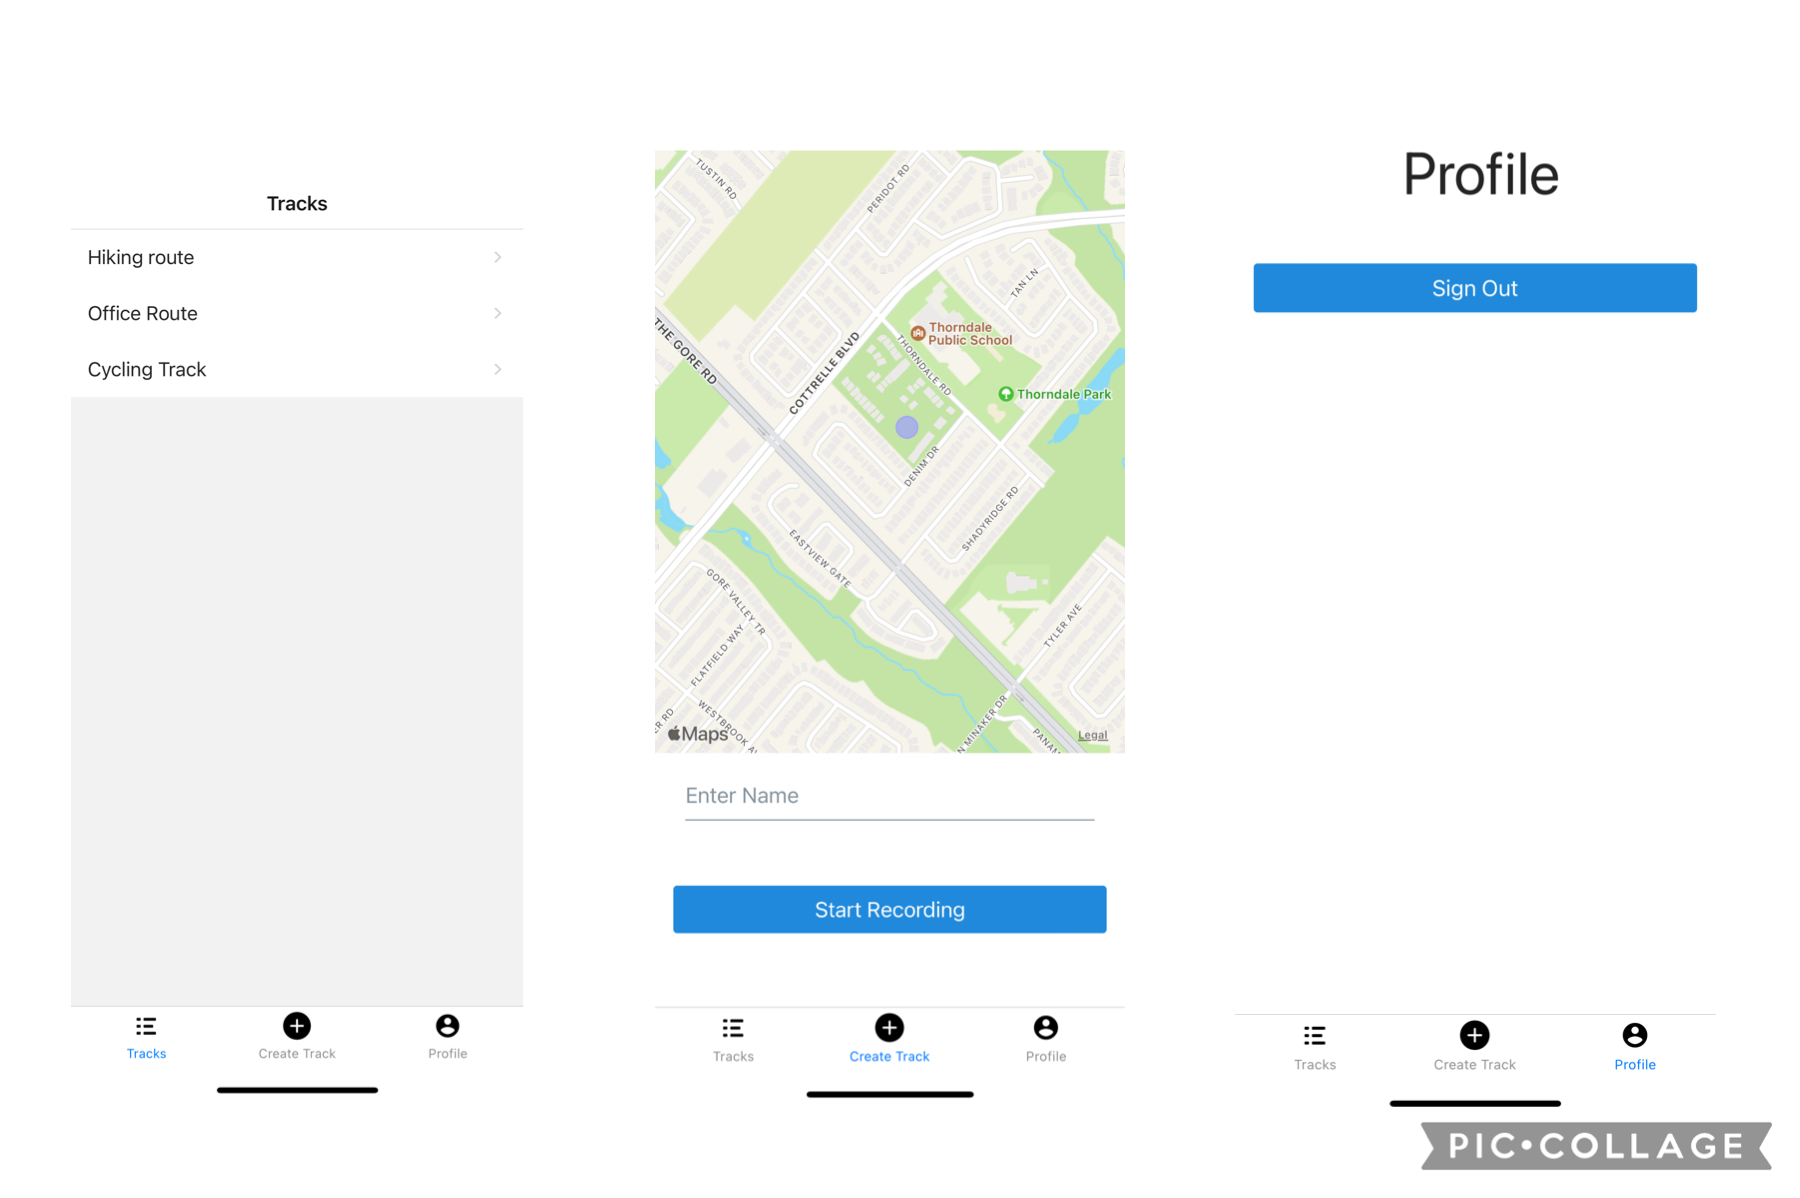 Tracks
Hiking route
Office Route
Cycling Track
Tracks
Create Track
Profile
TUSTIN RD
PERIDOT RD
TAN LN
Thorndale
Public School
THE GORE RD
COTTRELLE BLVD
THORNDALE RD
Thorndale Park
DENIM DR
SHADYRIDGE RD
EASTVIEW GATE
GORE VALLEY TR
FLATFIELD WAY
TYLER AVE
WESTBROOK A
ER RD
N MINAKER DR
PANAM
Maps
Legal
Enter Name
Start Recording
Tracks
Create Track
Profile
Profile
Sign Out
Tracks
Create Track
Profile
PIC•COLLAGE